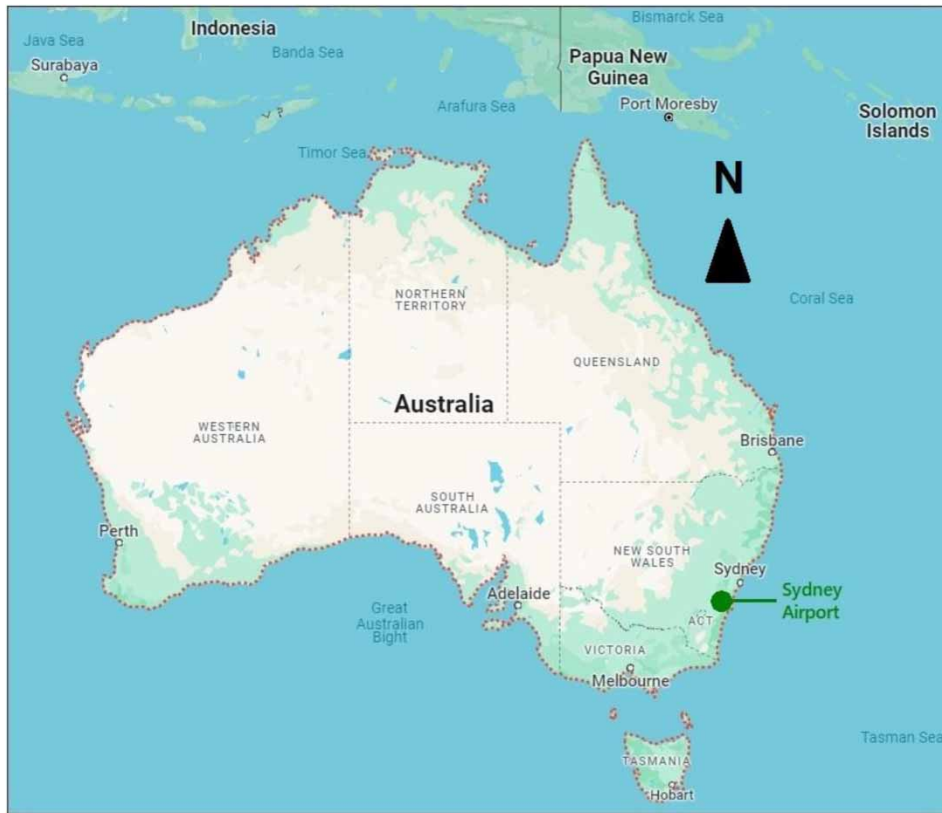 Indonesia
Bismarck Sea
Java Sea
Banda Sea
Surabaya
Papua New
Guinea
Arafura Sea
Port Moresby
Solomon
Islands
Timor Sea
N
NORTHERN
TERRITORY
Coral Sea
QUEENSLAND
Australia
WESTERN
AUSTRALIA
Brisbane
SOUTH
AUSTRALIA
Perth
NEW SOUTH
WALES
Sydney
Sydney
Airport
Adelaide
Great
Australian
Bight
ACT
VICTORIA
Melbourne
Tasman Sea
TASMANIA
Hobart